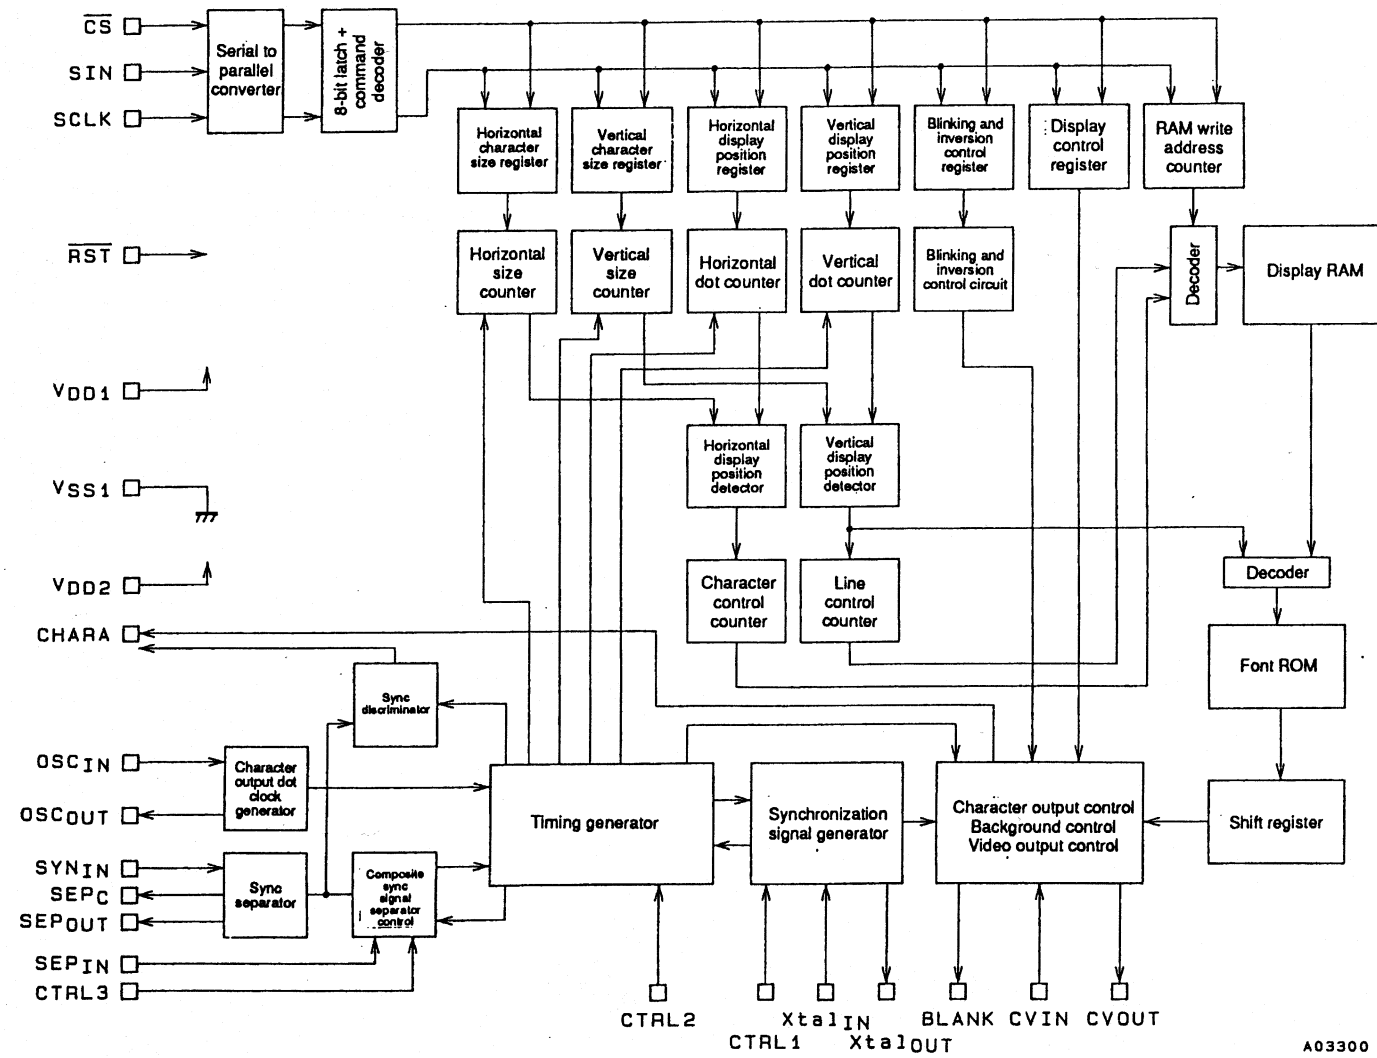 CS
SIN
SCLK
Serial to
parallel
converter
8-bit latch +
command
decoder
Horizontal
character
size register
Vertical
character
size register
Horizontal
display
position
register
Vertical
display
position
register
Blinking and
inversion
control
register
Display
control
register
RAM write
address
counter
RST
Horizontal
size
counter
Vertical
size
counter
Horizontal
dot counter
Vertical
dot counter
Blinking and
inversion
control circuit
Decoder
Display RAM
VDD1
VSS1
VDD2
CHARA
Horizontal
display
position
detector
Vertical
display
position
detector
Character
control
counter
Line
control
counter
Decoder
Font ROM
Sync
discriminator
OSCIN
OSCOUT
Character
output dot
clock
generator
Timing generator
Synchronization
signal generator
Character output control
Background control
Video output control
Shift register
SYNIN
SEPC
SEPOUT
SEPIN
CTRL3
Sync
separator
Composite
sync
signal
separator
control
CTRL2
CTRL1
XtalIN
XtalOUT
BLANK
CVIN
CVOUT
A03300